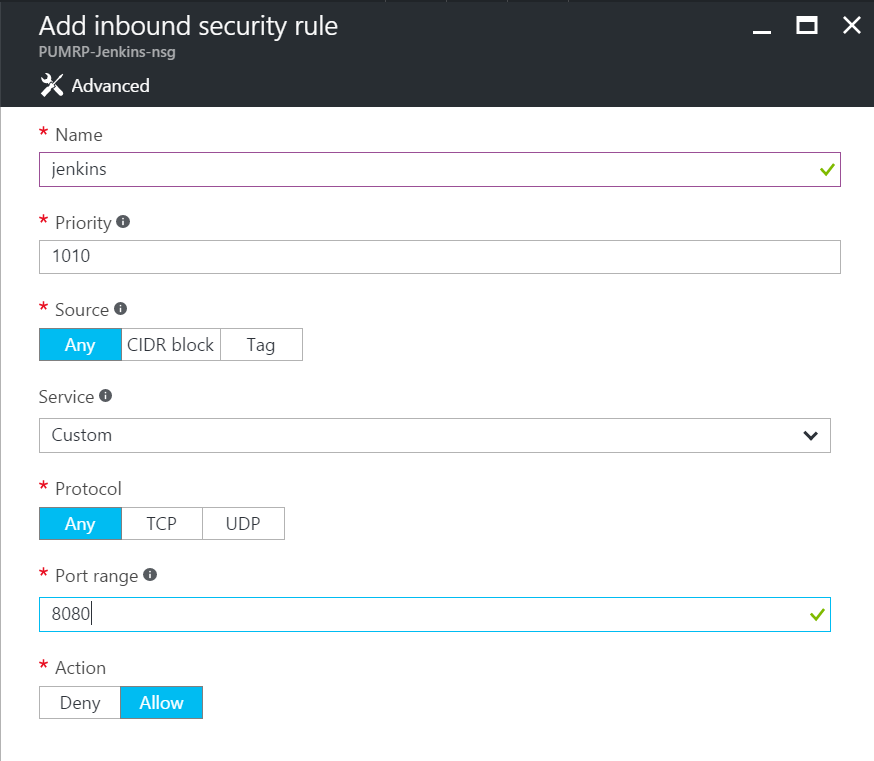 Add inbound security rule
PUMRP-Jenkins-nsg
Advanced
* Name
jenkins
* Priority
1010
* Source
Any CIDR block Tag
Service
Custom
* Protocol
Any TCP UDP
* Port range
8080
* Action
Deny Allow